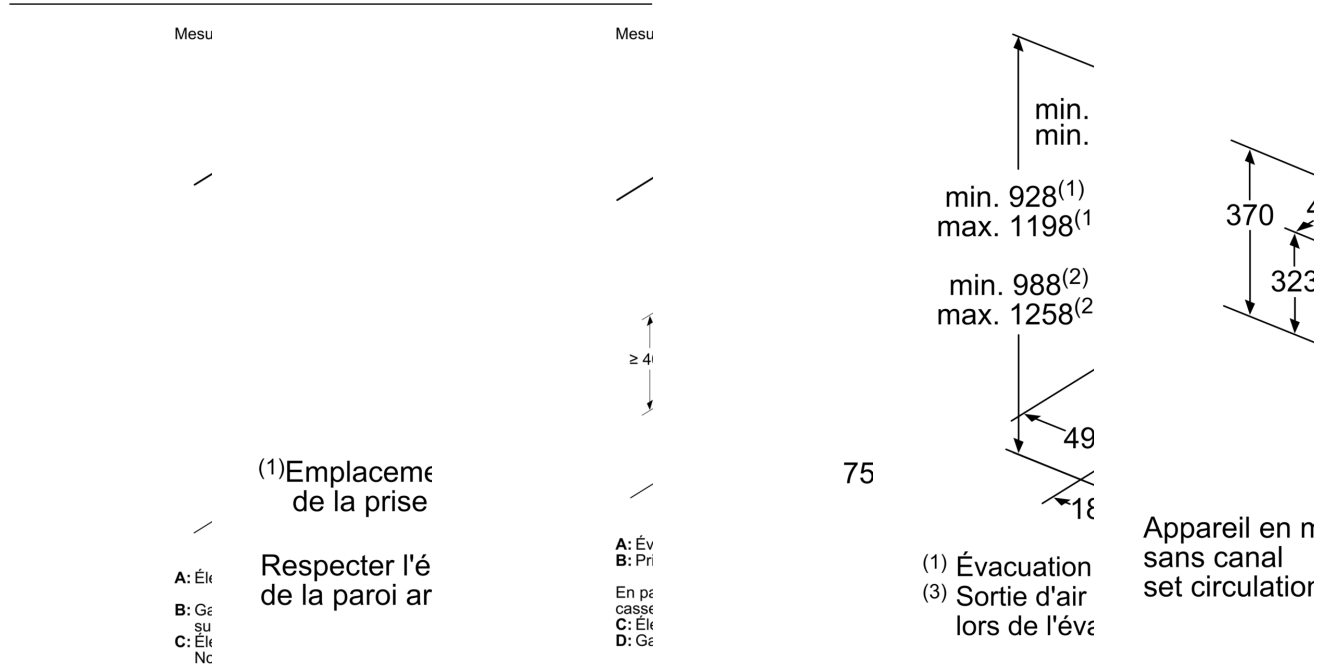 Mesu
A: Éle
B: Ga
su
C: Éle
No
(1)Emplaceme
de la prise
Respecter l'é
de la paroi ar
Mesu
≥ 40
A: Év
B: Pri
En pa
casse
C: Éle
D: Ga
75
min.
min.
min. 928(1)
max. 1198(1
min. 988(2)
max. 1258(2
49
18
(1) Évacuation
(3) Sortie d'air
lors de l'éva
370
4
323
Appareil en m
sans canal
set circulation